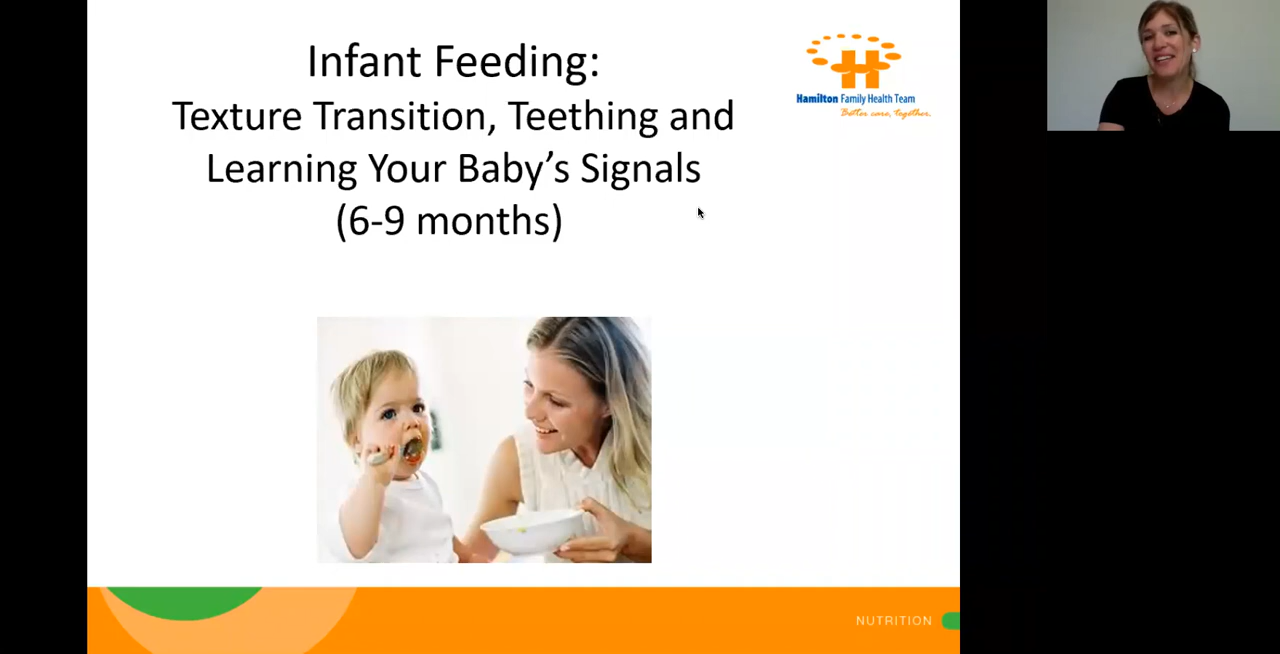 Infant Feeding:
Texture Transition, Teething and
Learning Your Baby's Signals
(6-9 months)
H
Hamilton Family Health Team
Better care, together.
NUTRITION